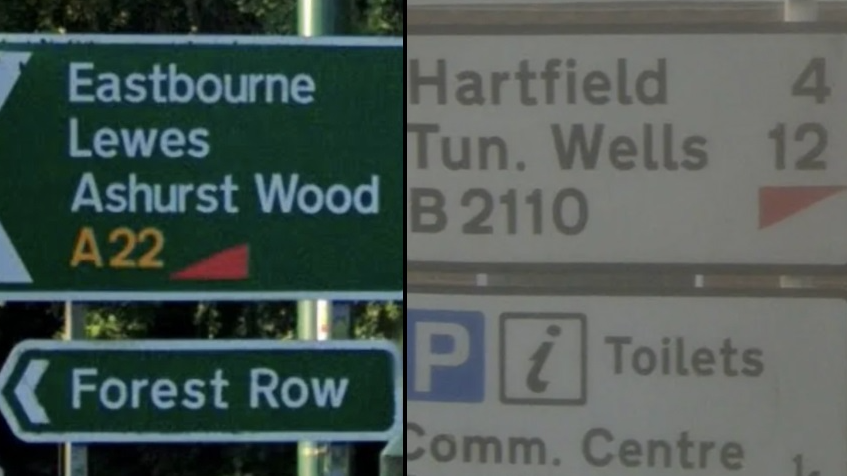 Eastbourne
Lewes
Ashurst Wood
A22
Forest Row
Hartfield 4
Tun. Wells 12
B2110
P i Toilets
Comm. Centre